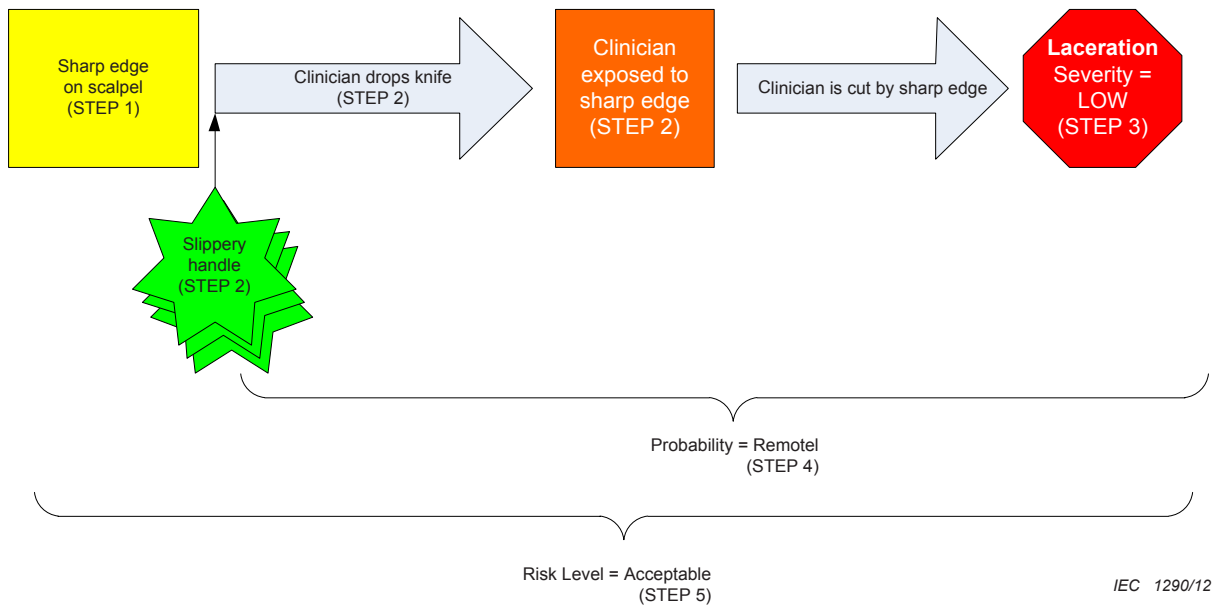 Sharp edge
on scalpel
(STEP 1)
Clinician drops knife
(STEP 2)
Clinician
exposed to
sharp edge
(STEP 2)
Clinician is cut by sharp edge
Laceration
Severity =
LOW
(STEP 3)
Slippery
handle
(STEP 2)
Probability = Remotel
(STEP 4)
Risk Level = Acceptable
(STEP 5)
IEC 1290/12